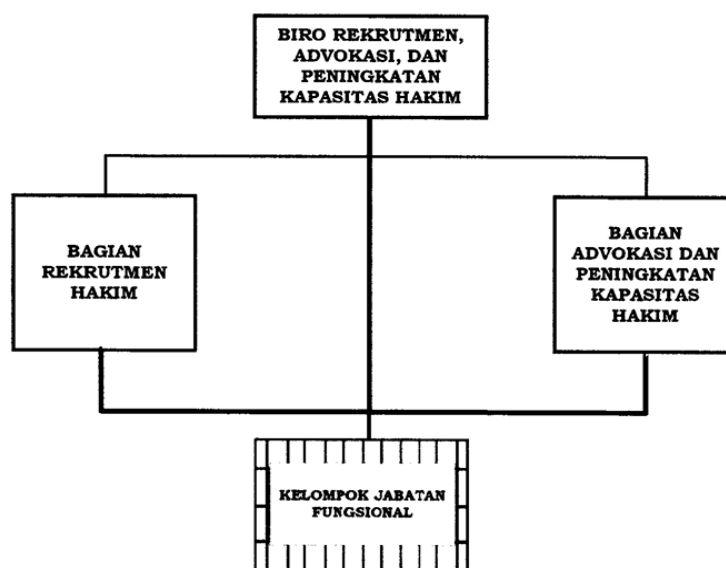 BIRO REKRUTMEN,
ADVOKASI, DAN
PENINGKATAN
KAPASITAS HAKIM
BAGIAN
REKRUTMEN
HAKIM
BAGIAN
ADVOKASI DAN
PENINGKATAN
KAPASITAS
HAKIM
KELOMPOK JABATAN
FUNGSIONAL